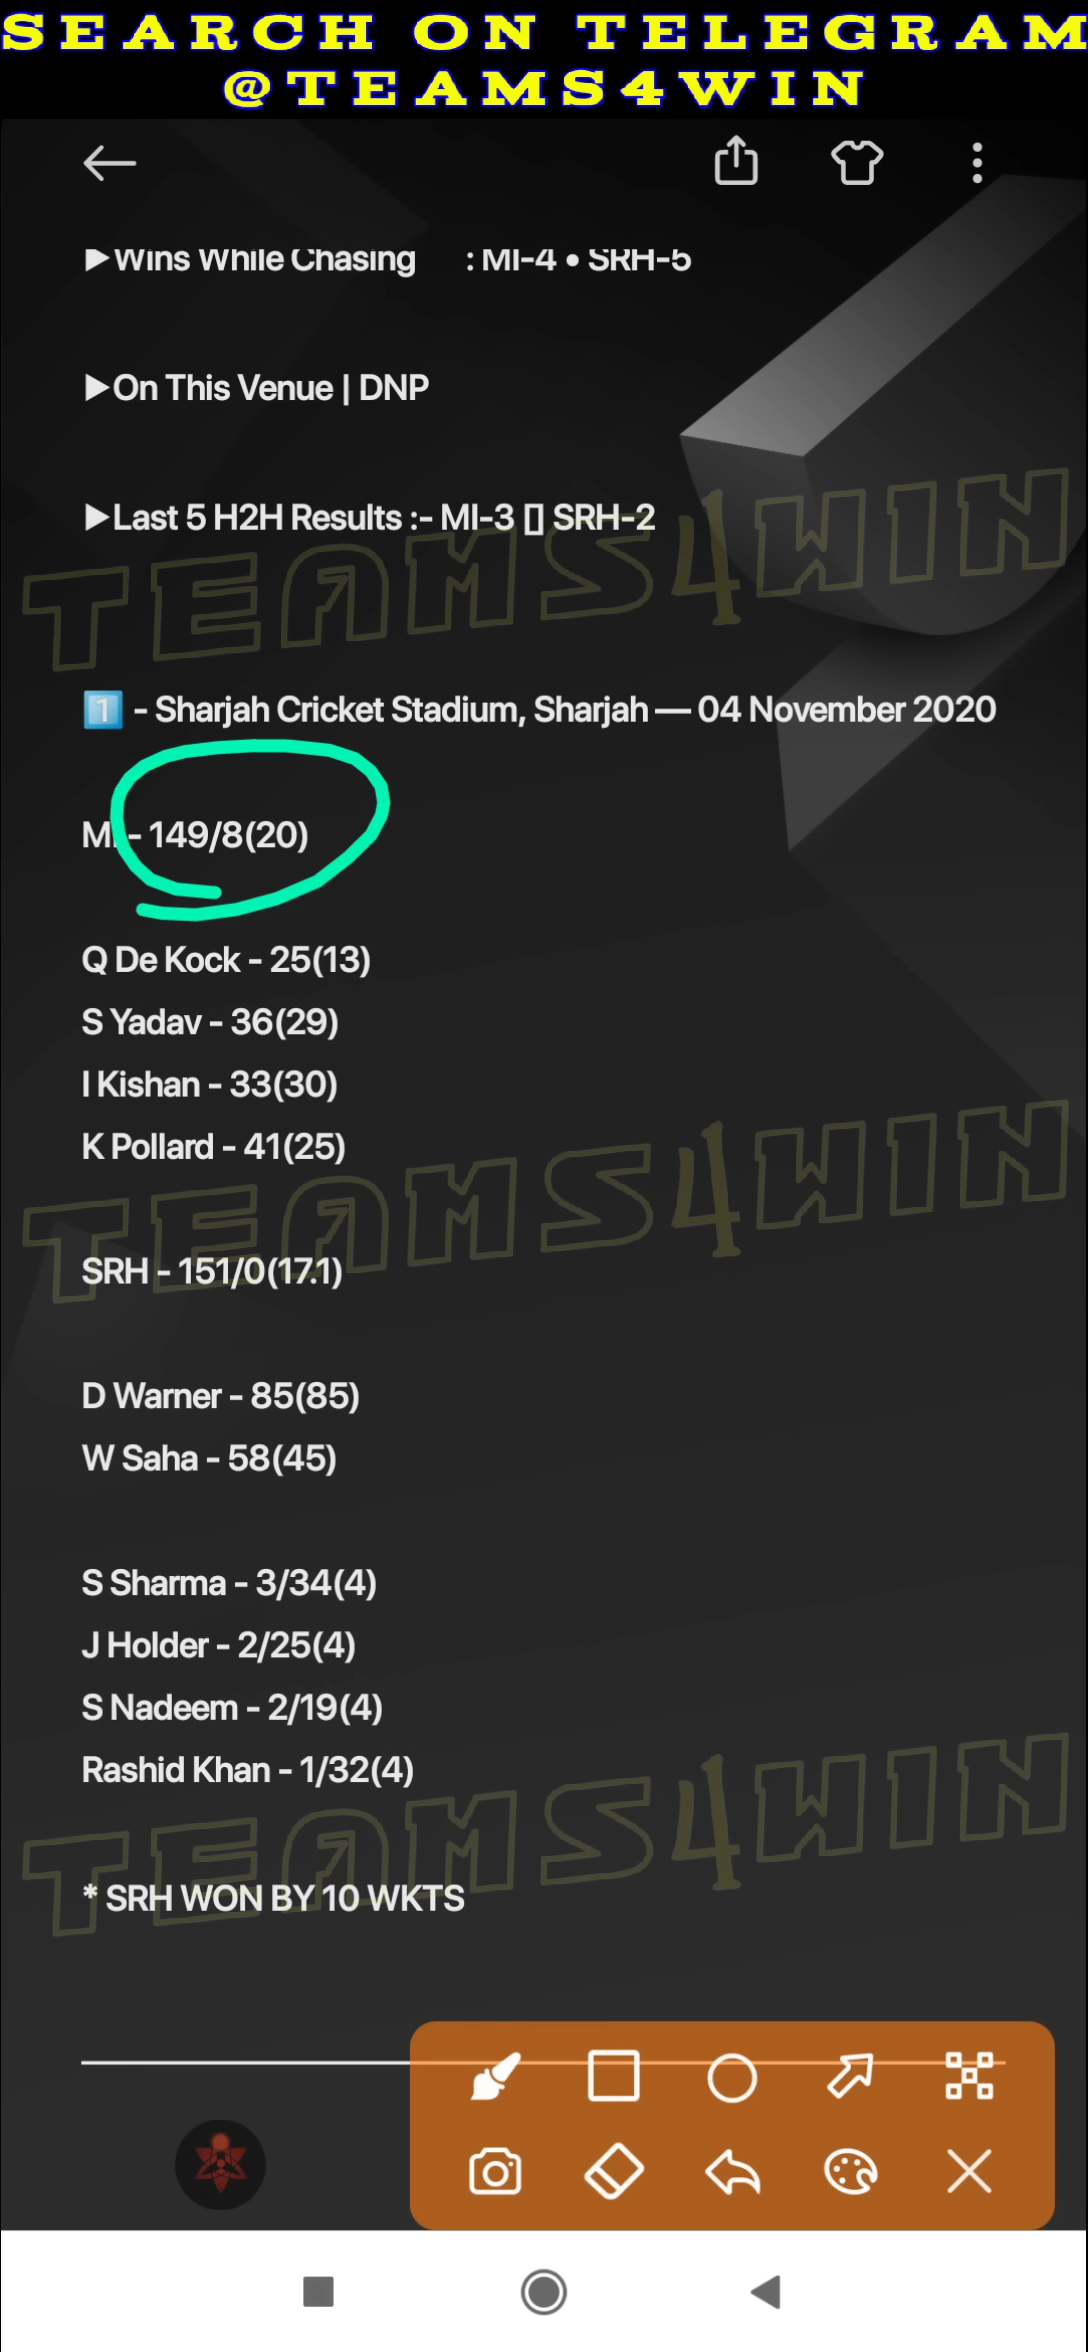 SEARCH ON TELEGRAM
@TEAMS4WIN
▶Wins While Chasing : MI-4 • SRH-5
▶On This Venue | DNP
▶Last 5 H2H Results :- MI-3 [] SRH-2
TEAMS4WIN
1️⃣ - Sharjah Cricket Stadium, Sharjah — 04 November 2020
MI - 149/8(20)
Q De Kock - 25(13)
S Yadav - 36(29)
I Kishan - 33(30)
K Pollard - 41(25)
TEAMS4WIN
SRH - 151/0(17.1)
D Warner - 85(85)
W Saha - 58(45)
S Sharma - 3/34(4)
J Holder - 2/25(4)
S Nadeem - 2/19(4)
Rashid Khan - 1/32(4)
TEAMS4WIN
* SRH WON BY 10 WKTS